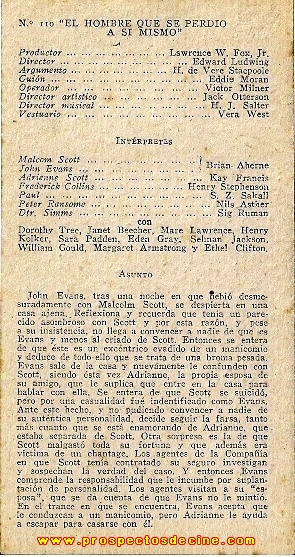 N.º 110 "EL HOMBRE QUE SE PERDIO
A SI MISMO"
Productor ... Lawrence W. Fox, Jr.
Director ... Edward Ludwing
Argumento ... H. de Vere Stacpoole
Guión ... Eddie Moran
Operador ... Victor Milner
Director artístico ... Jack Otterson
Director musical ... H. J. Salter
Vestuario ... Vera West
INTÉRPRETAS
Malcom Scott ...
John Evans ... Brian Aherne
Adrienne Scott ... Kay Francis
Frederick Collins ... Henry Stephenson
Paul ... S. Z. Sakall
Peter Ransome ... Nils Asther
Dtr. Simms ... Sig Ruman
con
Dorothy Tree, Janet Beecher, Mare Lawrence, Henry
Kolker, Sara Padden, Eden Gray, Selman Jackson,
William Gould, Margaret Armstrong y Ethel Clifton.
ASUNTO
John Evans, tras una noche en que bebió desme-
suradamente con Malcolm Scott, se despierta en una
casa ajena. Reflexiona y recuerda que tenía un pare-
cido asombroso con Scott y por esta razón, y pese
a su insistencia, no llega a convencer a nadie de que es
Evans y menos al criado de Scott. Entonces se entera
de que éste es un excéntrico evadido de un manicomio
y deduce de todo ello que se trata de una broma pesada.
Evans sale de la casa y nuevamente le confunden con
Scott, siendo ésta vez Adrianne, la propia esposa de
su amigo, que le suplica que entre en la casa para
hablar con ella. Se entera de que Scott se suicidó,
pero por una casualidad fué indentificado como Evans.
Ante este hecho, y no pudiendo convencer a nadie de
su auténtica personalidad, decide seguir la farsa, tanto
más cuanto que se está enamorando de Adrianne, que
estaba separada de Scott. Otra sorpresa es la de que
Scott malgastó toda su fortuna y que además era
víctima de un chantage. Los agentes de la Compañía
en que Scott tenía contratado su seguro investigan
y sospechan la verdad del caso. Y entonces Evans
comprende la responsabilidad que le incumbe por suplan-
tación de personalidad. Los agentes visitan a su "es-
posa", que se da cuenta de que Evans no le mintió.
En el trance en que se encuentra, Evans acepta que
le conduzcan a un manicomio, pero Adrianne le ayuda
a escapar para casarse con él.
www.prospectosdecine.com